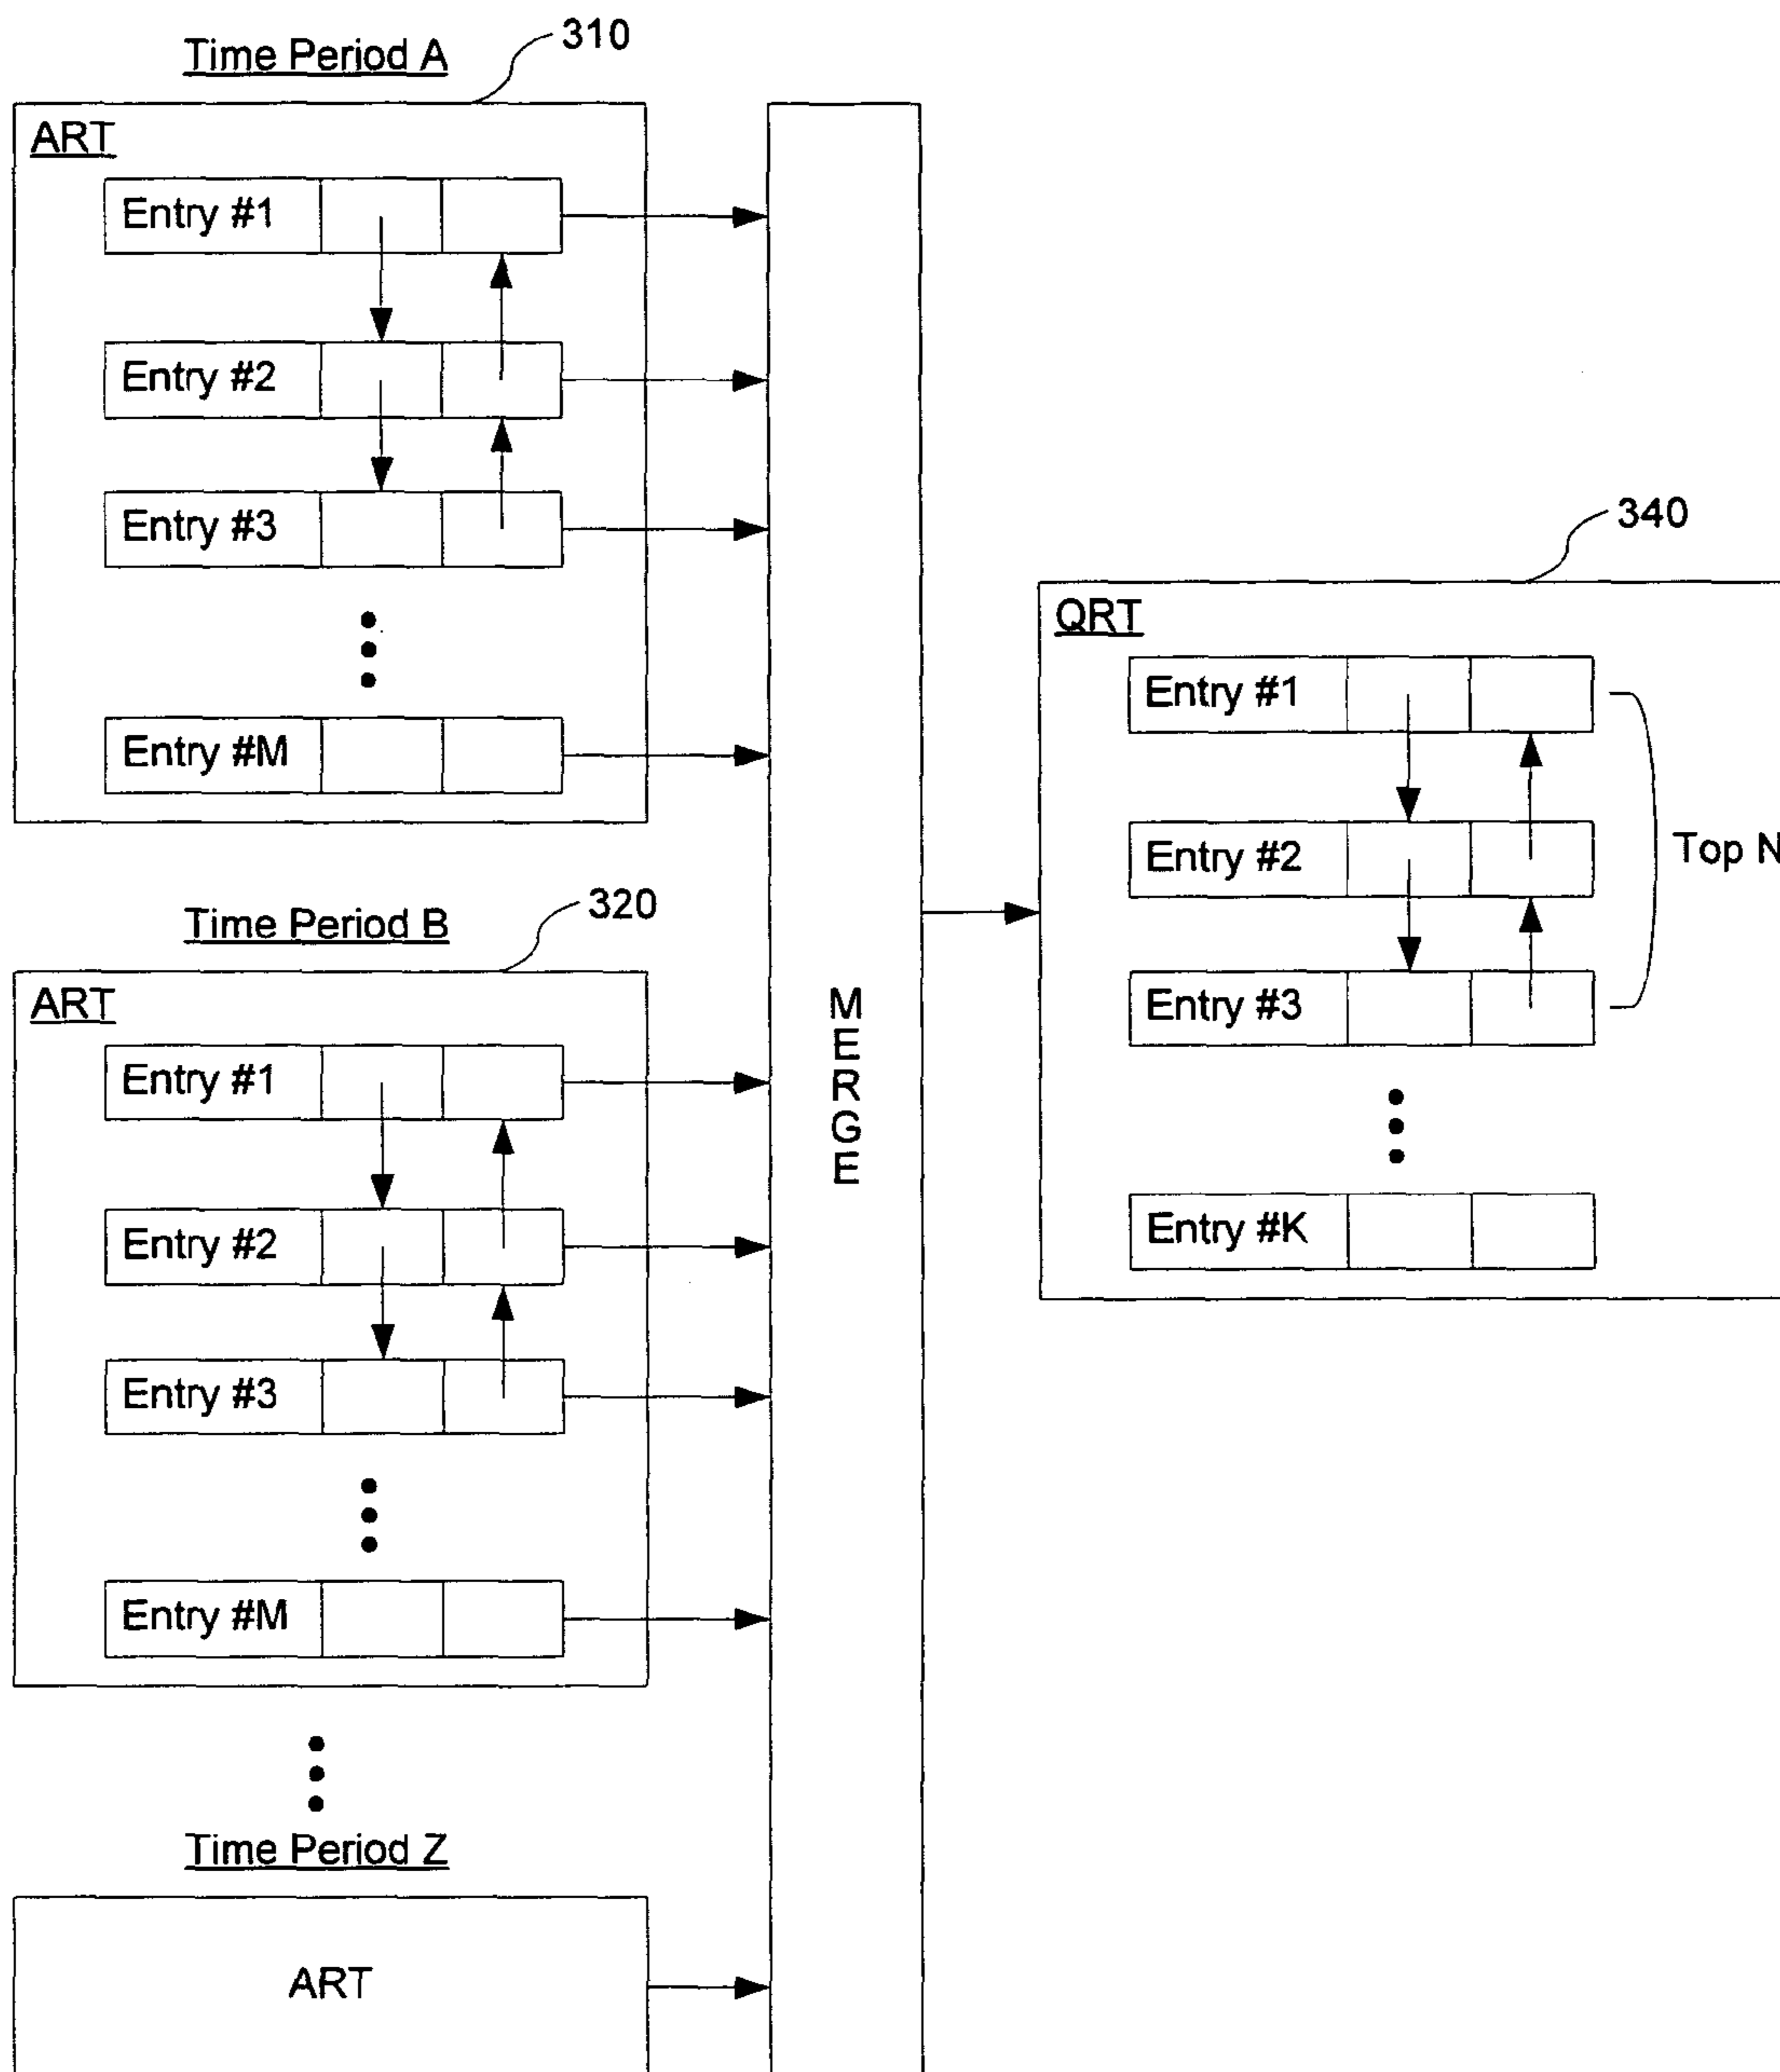 Time Period A
310
ART
Entry #1
Entry #2
Entry #3
Entry #M
Time Period B
320
ART
Entry #1
Entry #2
Entry #3
Entry #M
Time Period Z
ART
MERGE
340
QRT
Entry #1
Entry #2
Entry #3
Entry #K
Top N